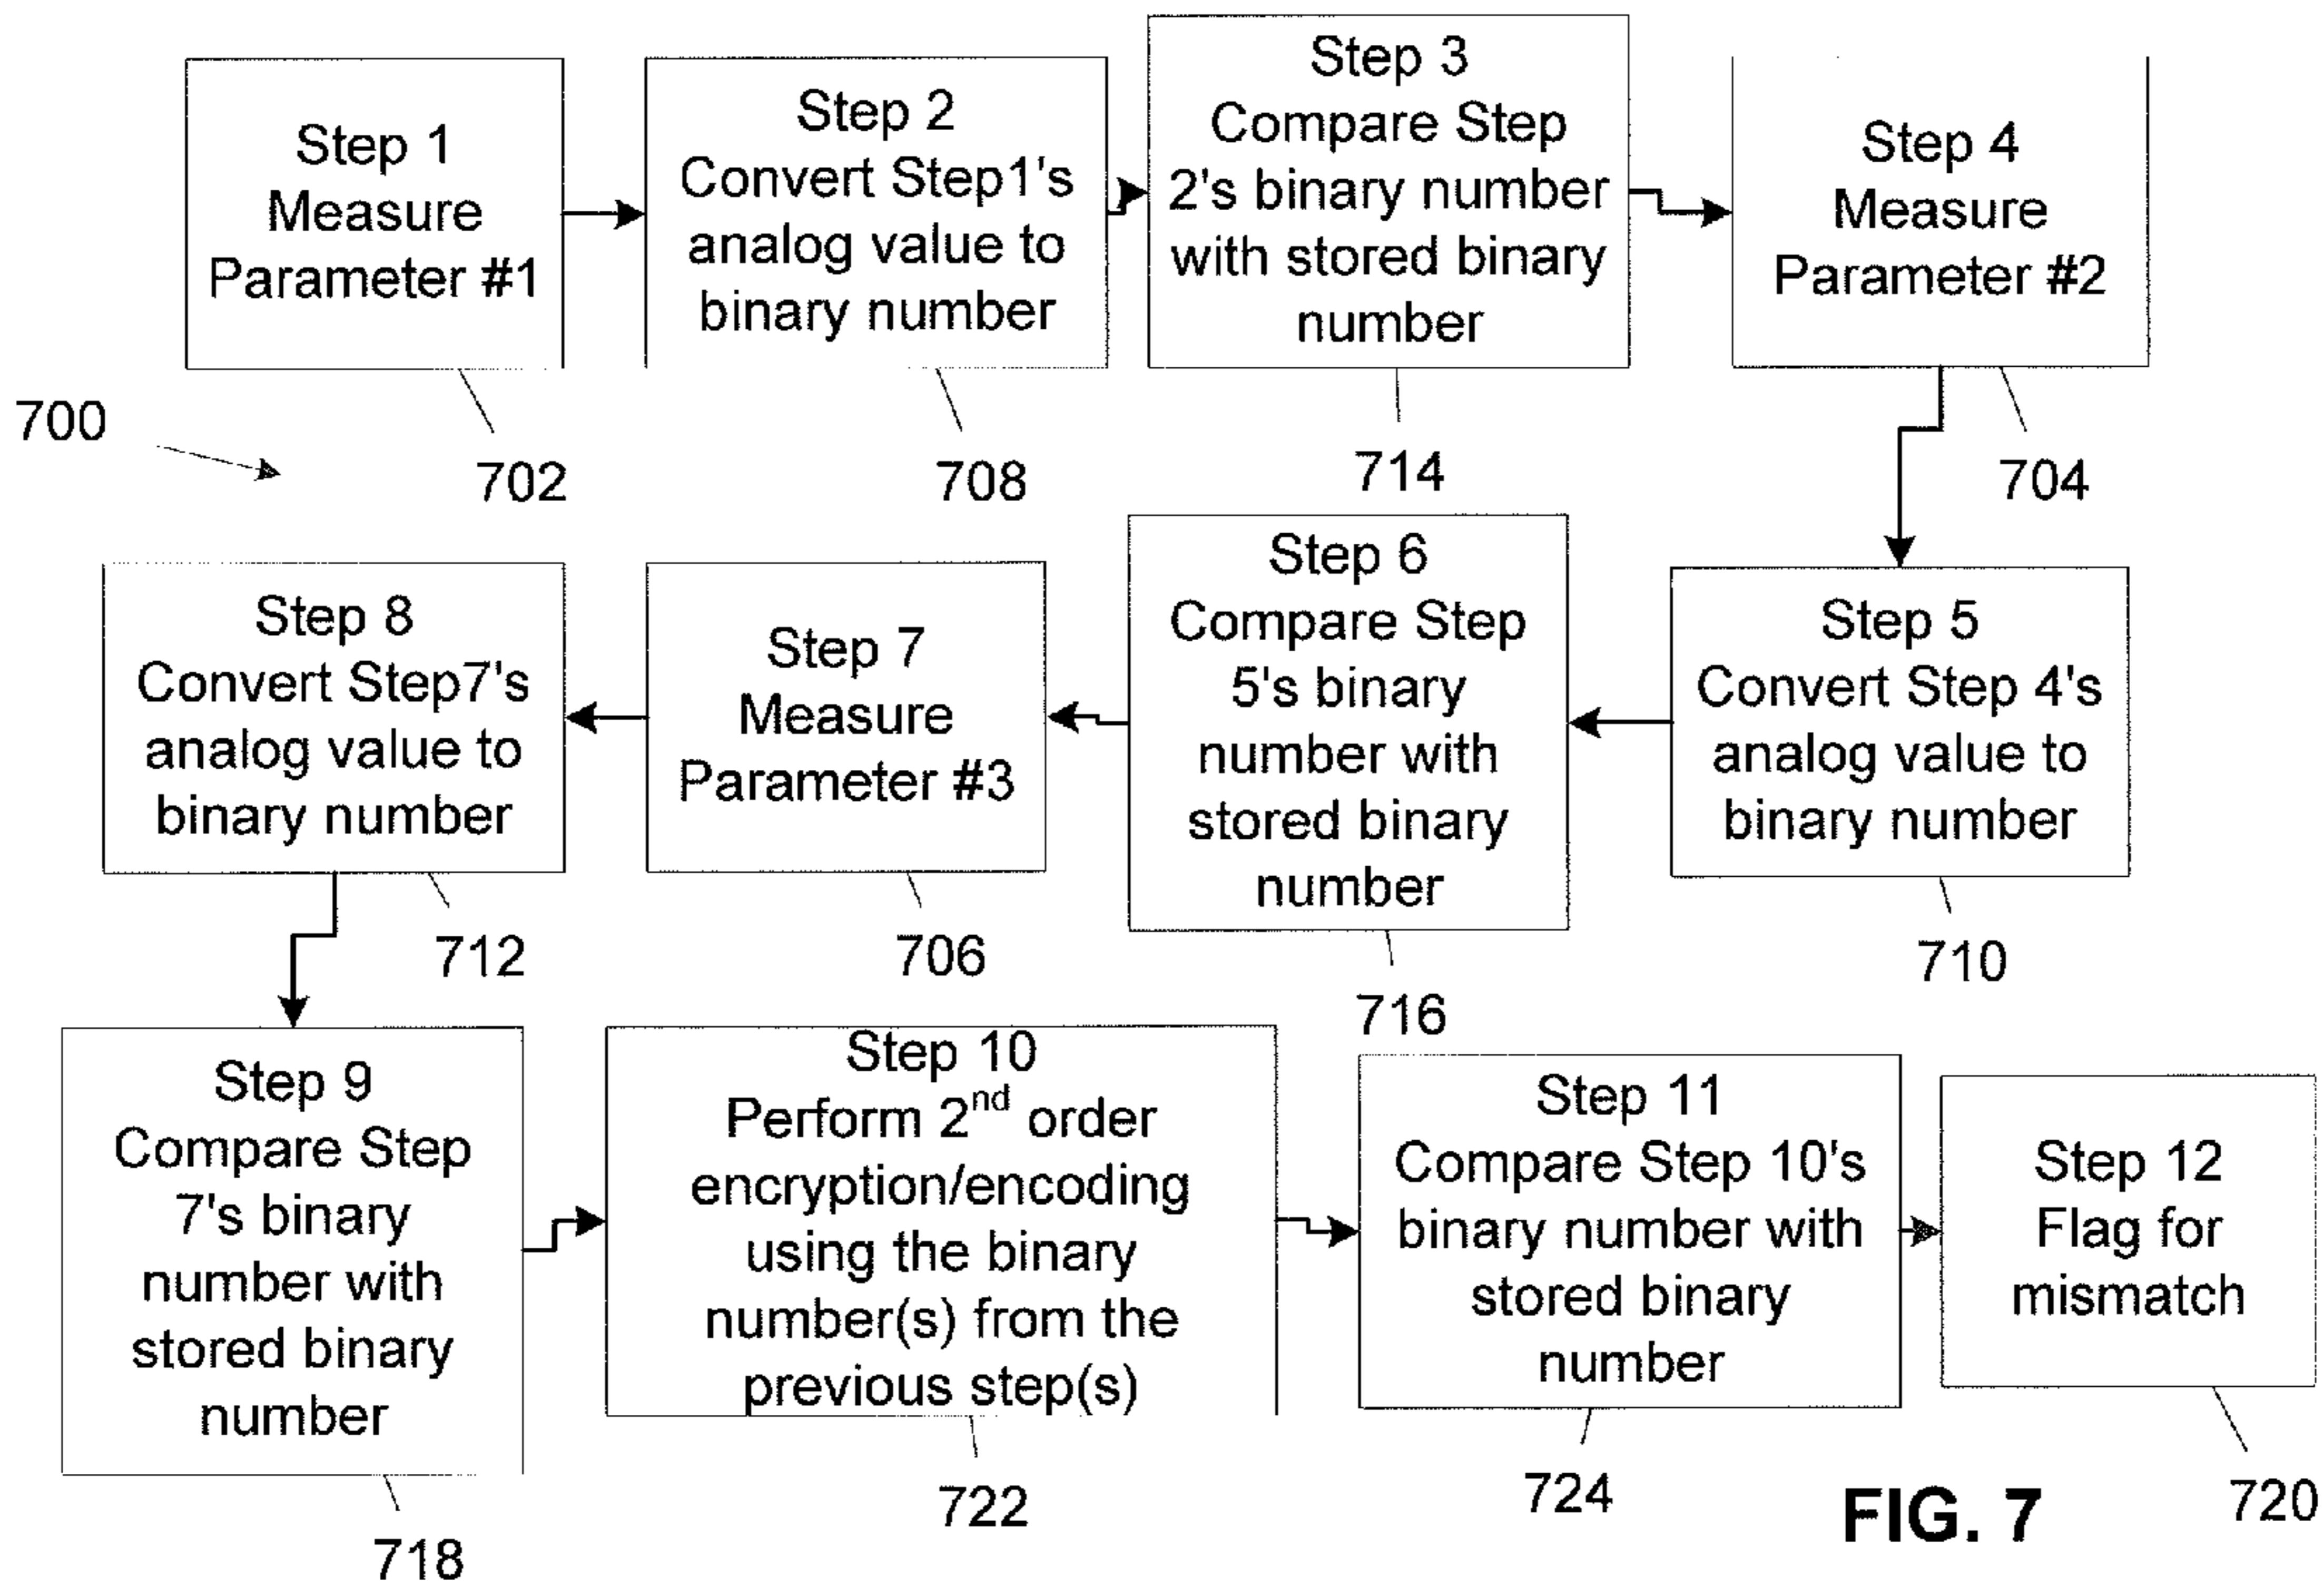 Step 1
Measure
Parameter #1
702
Step 2
Convert Step1's
analog value to
binary number
708
Step 3
Compare Step
2's binary number
with stored binary
number
714
Step 4
Measure
Parameter #2
704
700
Step 5
Convert Step 4's
analog value to
binary number
710
Step 6
Compare Step
5's binary
number with
stored binary
number
716
Step 7
Measure
Parameter #3
706
Step 8
Convert Step7's
analog value to
binary number
712
Step 9
Compare Step
7's binary
number with
stored binary
number
718
Step 10
Perform 2nd order
encryption/encoding
using the binary
number(s) from the
previous step(s)
722
Step 11
Compare Step 10's
binary number with
stored binary
number
724
Step 12
Flag for
mismatch
720
FIG. 7